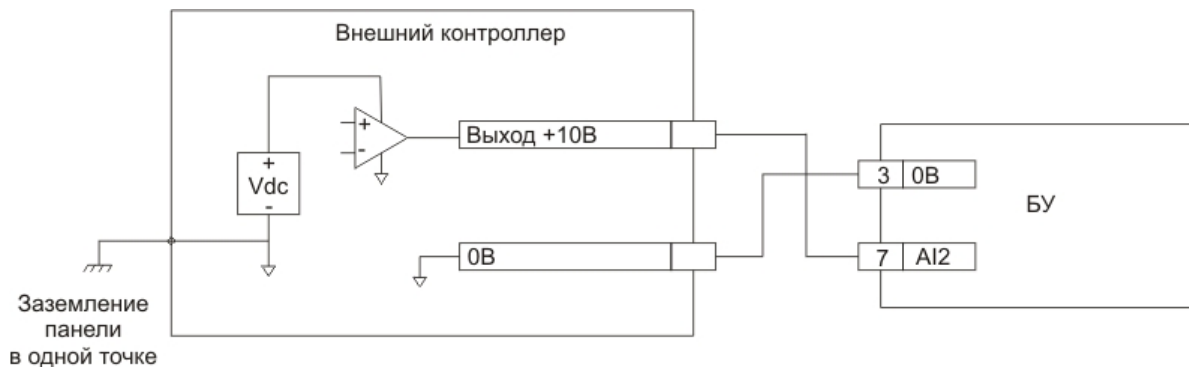 Внешний контроллер
+
-
Выход +10В
+
Vdc
-
3 0В
БУ
0В
7 AI2
Заземление
панели
в одной точке